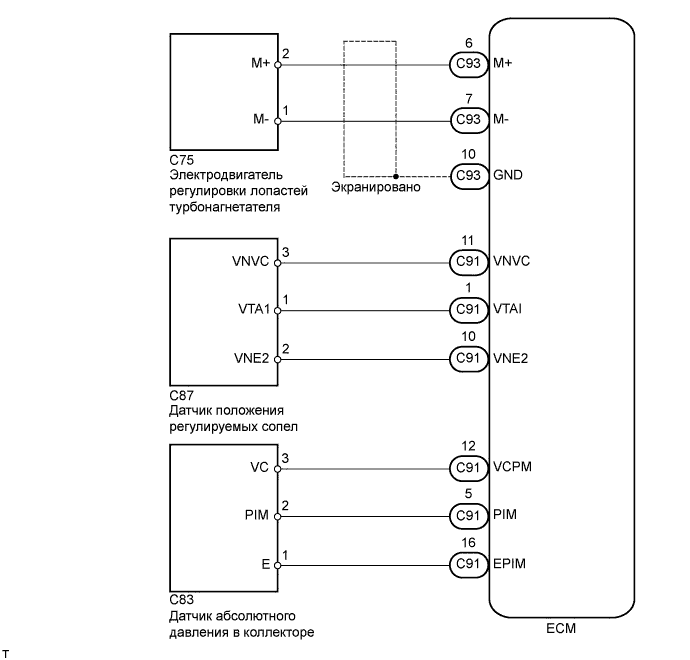 6
M+ 2 C93 M+
7
M- 1 C93 M-
10
C75
C93 GND
Электродвигатель
регулировки лопастей
Экранировано
турбонагнетателя
11
VNVC 3 C91 VNVC
1
VTA1 1 C91 VTAI
10
VNE2 2 C91 VNE2
C87
Датчик положения
регулируемых сопел
12
VC 3 C91 VCPM
5
PIM 2 C91 PIM
16
E 1 C91 EPIM
C83
Датчик абсолютного
давления в коллекторе
ECM
T